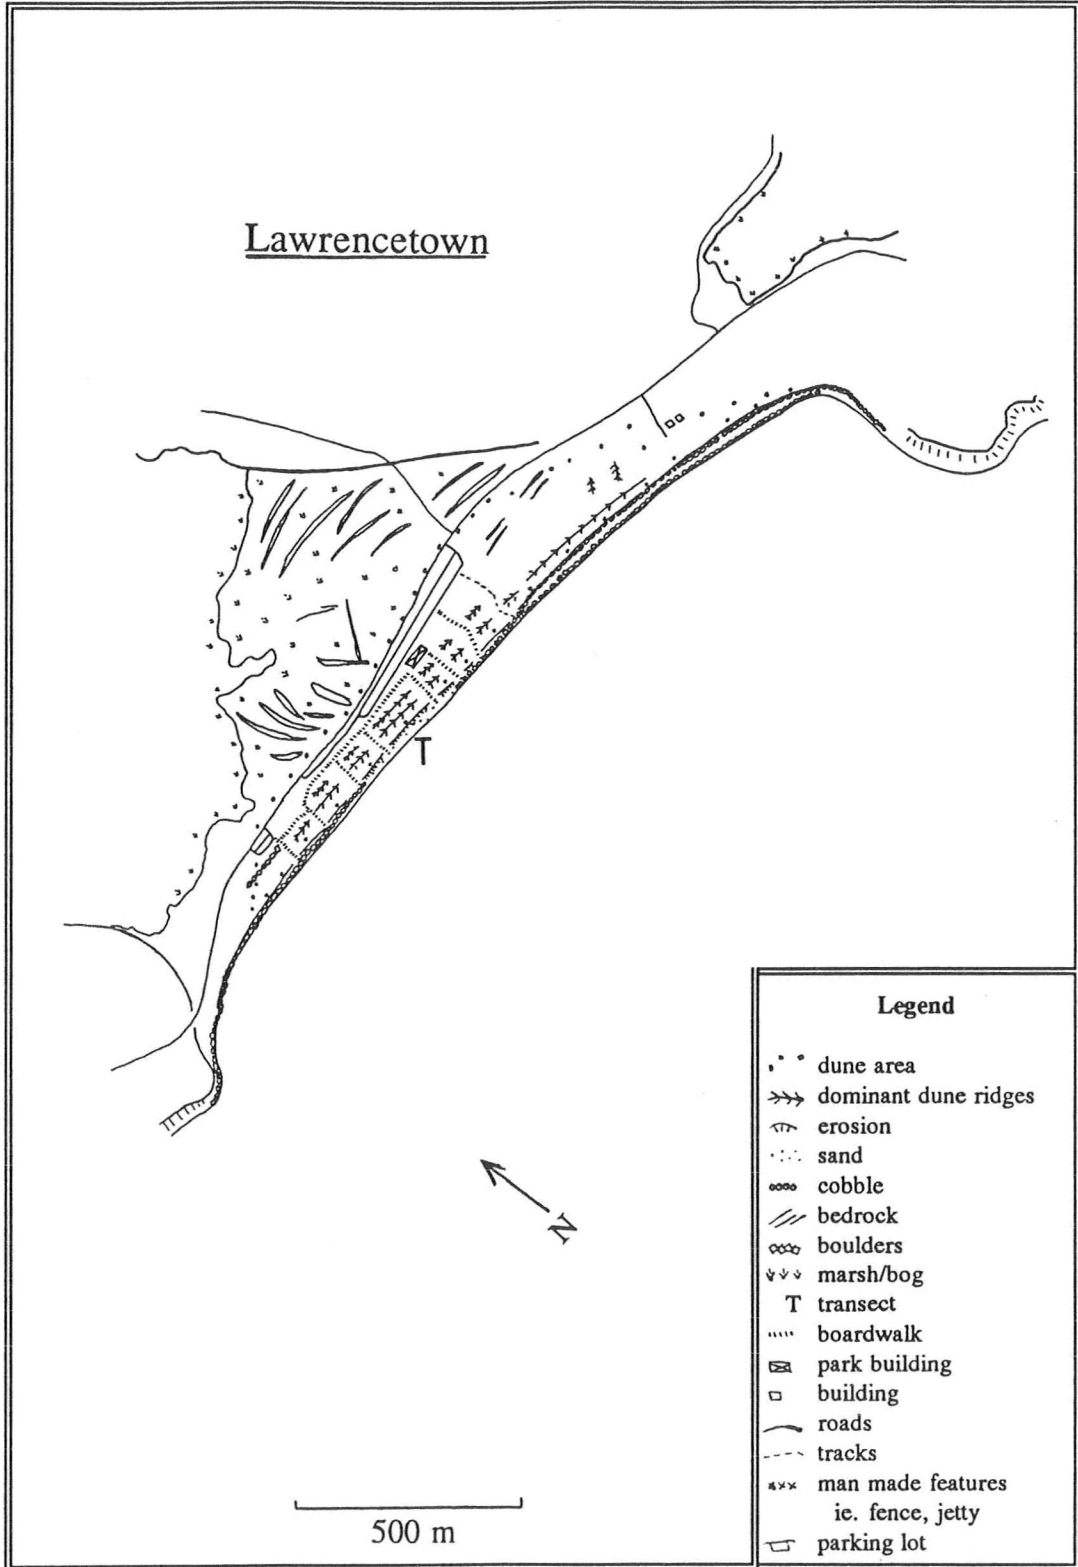 Lawrencetown
T
N
500 m
Legend
dune area
dominant dune ridges
erosion
sand
cobble
bedrock
boulders
marsh/bog
T transect
boardwalk
park building
building
roads
tracks
man made features
ie. fence, jetty
parking lot